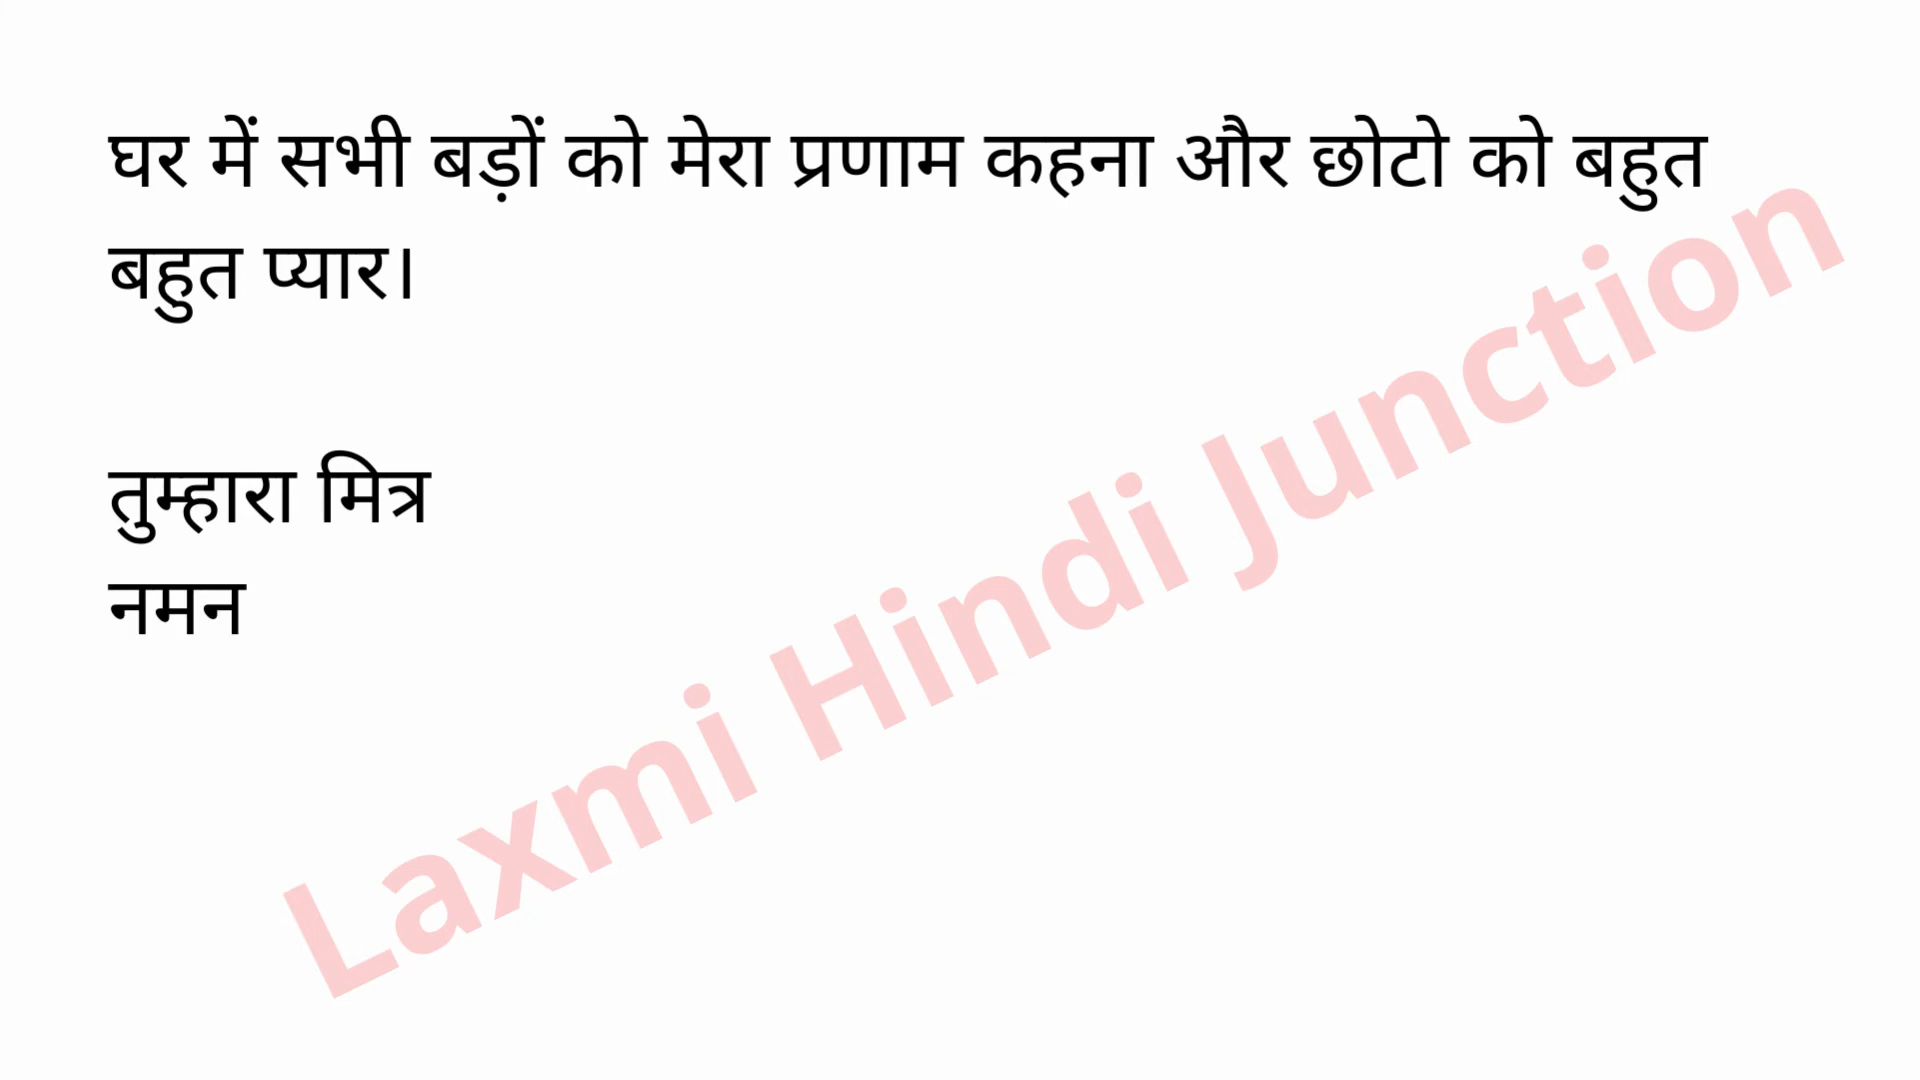 घर में सभी बड़ों को मेरा प्रणाम कहना और छोटो को बहुत
बहुत प्यार।
तुम्हारा मित्र
नमन
Laxmi Hindi Junction